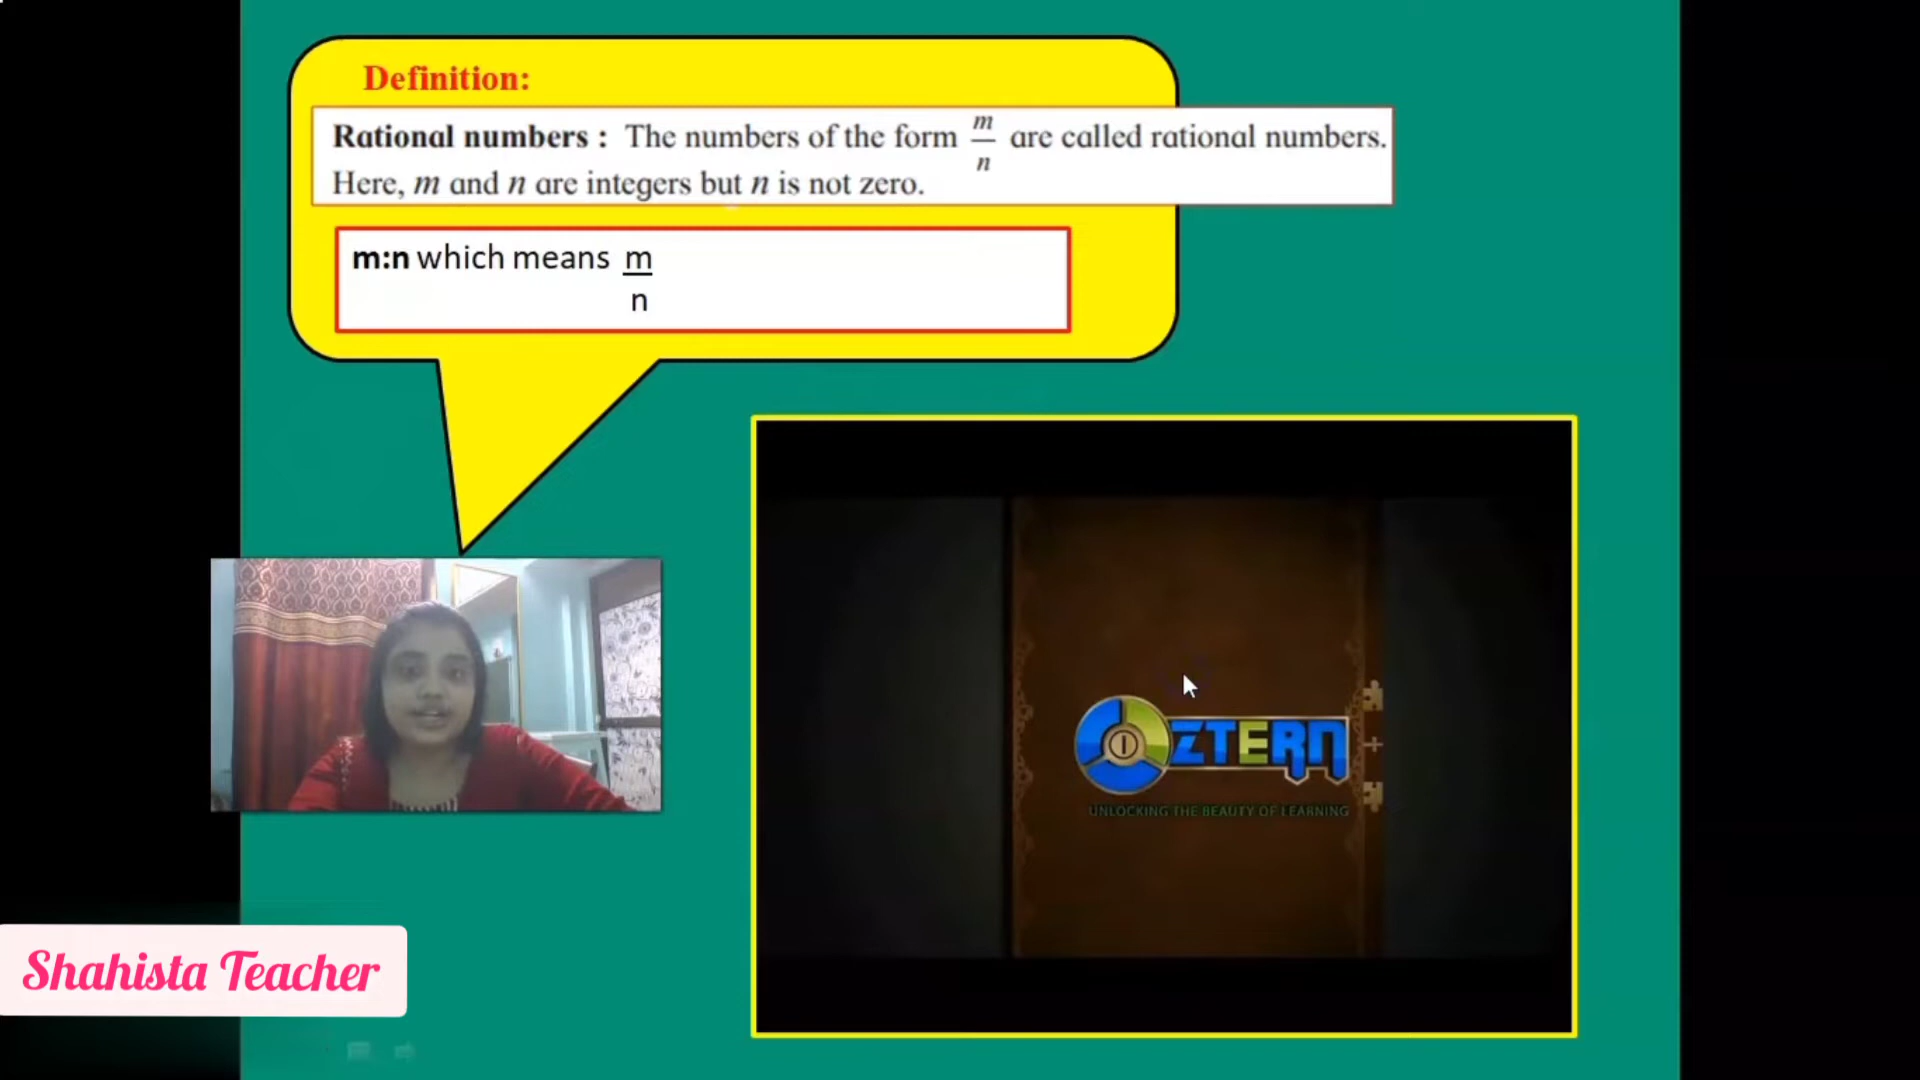 Definition:
Rational numbers : The numbers of the form m/n are called rational numbers.
Here, m and n are integers but n is not zero.
m:n which means m
n
OZTERN
UNLOCKING THE BEAUTY OF LEARNING
Shahista Teacher